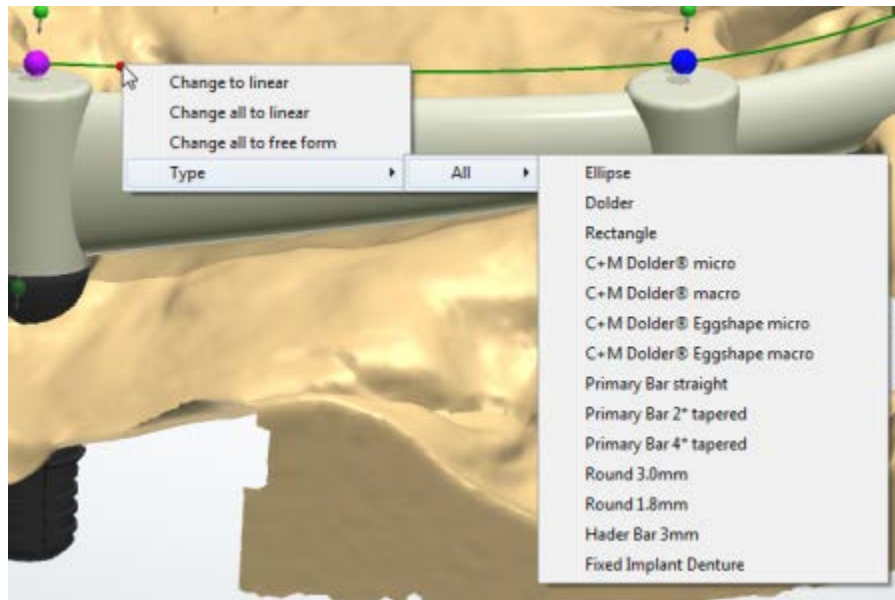 Change to linear
Change all to linear
Change all to free form
Type
All
Ellipse
Dolder
Rectangle
C+M Dolder® micro
C+M Dolder® macro
C+M Dolder® Eggshape micro
C+M Dolder® Eggshape macro
Primary Bar straight
Primary Bar 2° tapered
Primary Bar 4° tapered
Round 3.0mm
Round 1.8mm
Hader Bar 3mm
Fixed Implant Denture